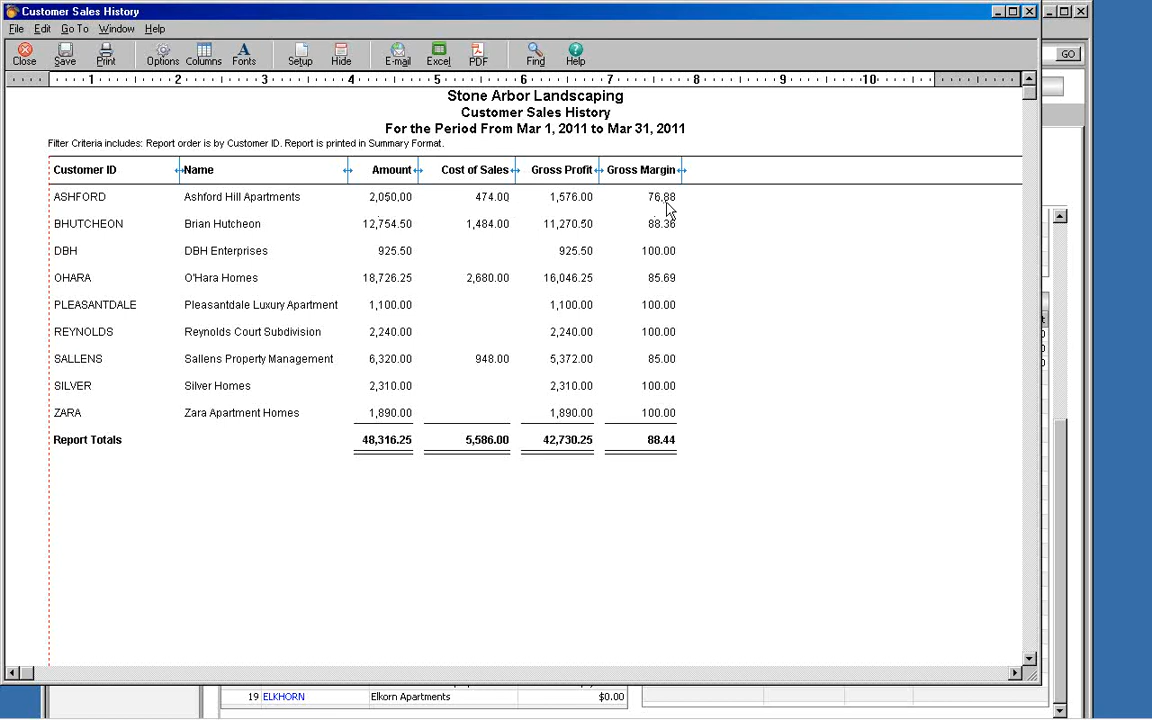 Customer Sales History
File Edit Go To Window Help
Close Save Print Options Columns Fonts Setup Hide E-mail Excel PDF Find Help
1 2 3 4 5 6 7 8 9 10
GO
Stone Arbor Landscaping
Customer Sales History
For the Period From Mar 1, 2011 to Mar 31, 2011
Filter Criteria includes: Report order is by Customer ID. Report is printed in Summary Format.
Customer ID Name Amount Cost of Sales Gross Profit Gross Margin
ASHFORD Ashford Hill Apartments 2,050.00 474.00 1,576.00 76.88
BHUTCHEON Brian Hutcheon 12,754.50 1,484.00 11,270.50 88.36
DBH DBH Enterprises 925.50 925.50 100.00
OHARA O'Hara Homes 18,726.25 2,680.00 16,046.25 85.69
PLEASANTDALE Pleasantdale Luxury Apartment 1,100.00 1,100.00 100.00
REYNOLDS Reynolds Court Subdivision 2,240.00 2,240.00 100.00
SALLENS Sallens Property Management 6,320.00 948.00 5,372.00 85.00
SILVER Silver Homes 2,310.00 2,310.00 100.00
ZARA Zara Apartment Homes 1,890.00 1,890.00 100.00
Report Totals 48,316.25 5,586.00 42,730.25 88.44
19 ELKHORN Elkorn Apartments $0.00